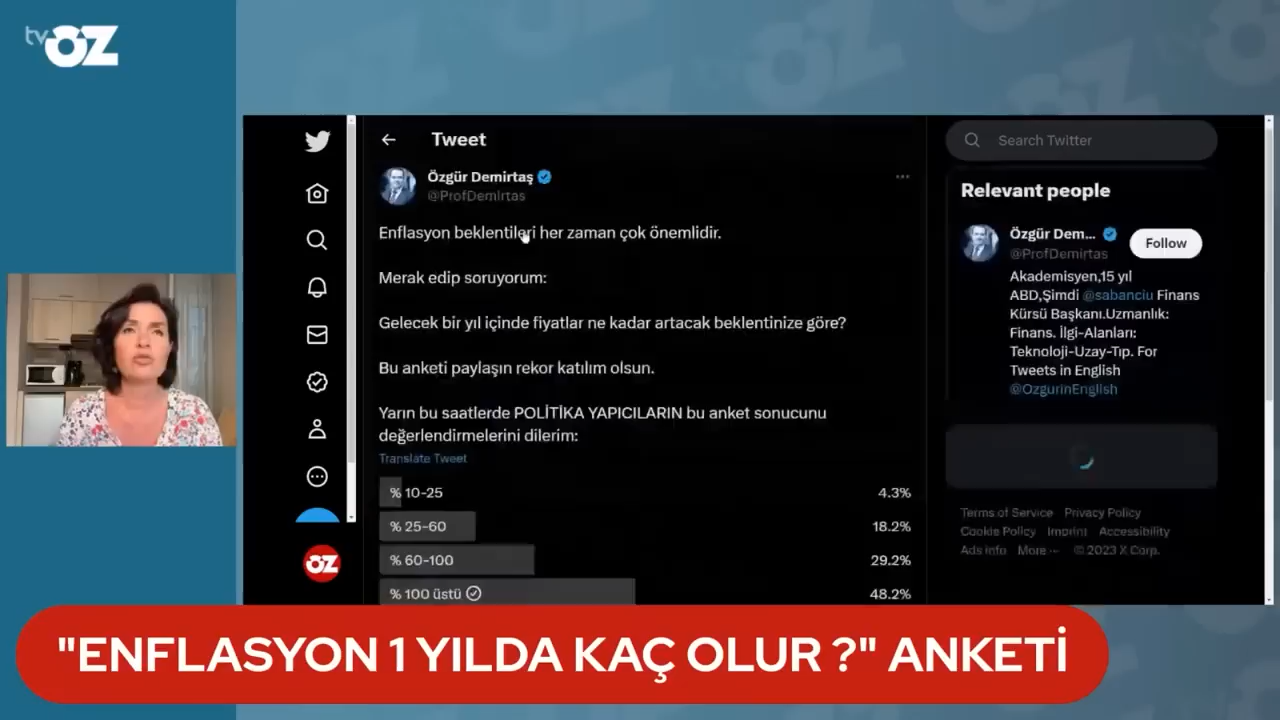 tv ÖZ
Tweet
Özgür Demirtaş
@ProfDemirtas
Enflasyon beklentileri her zaman çok önemlidir.
Merak edip soruyorum:
Gelecek bir yıl içinde fiyatlar ne kadar artacak beklentinize göre?
Bu anketi paylaşın rekor katılım olsun.
Yarın bu saatlerde POLİTİKA YAPICILARIN bu anket sonucunu
değerlendirmelerini dilerim:
Translate Tweet
% 10-25 4.3%
% 25-60 18.2%
% 60-100 29.2%
% 100 üstü 48.2%
Search Twitter
Relevant people
Özgür Dem...
@ProfDemirtas
Follow
Akademisyen,15 yıl
ABD,Şimdi @sabanciu Finans
Kürsü Başkanı.Uzmanlık:
Finans. İlgi-Alanları:
Teknoloji-Uzay-Tıp. For
Tweets in English
@OzgurinEnglish
Terms of Service Privacy Policy
Cookie Policy Imprint Accessibility
Ads info More ··· © 2023 X Corp.
ÖZ
"ENFLASYON 1 YILDA KAÇ OLUR ?" ANKETİ